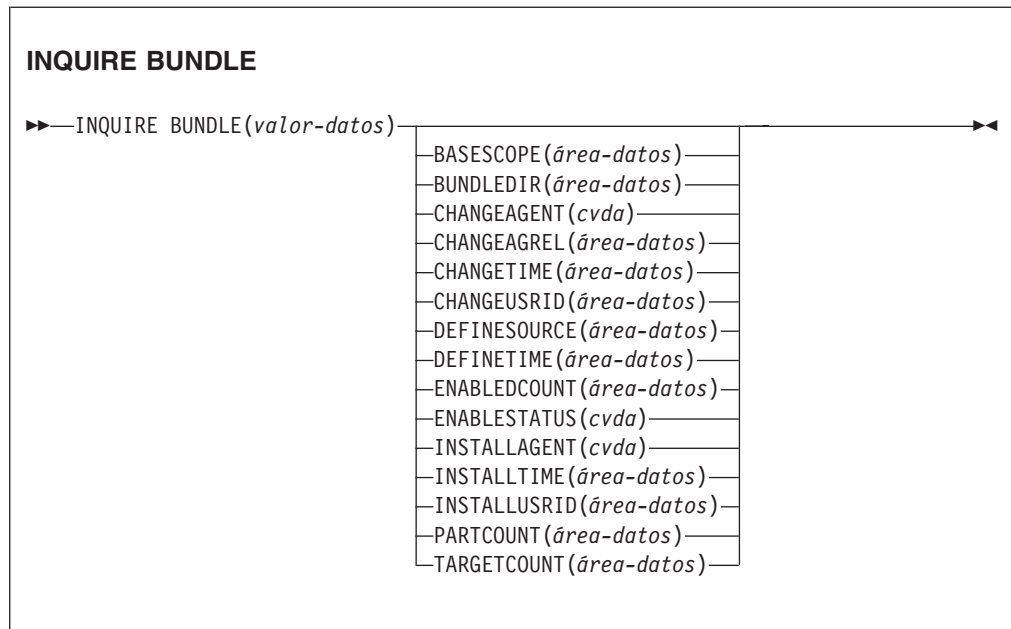 INQUIRE BUNDLE
INQUIRE BUNDLE(valor-datos)
BASESCOPE(área-datos)
BUNDLEDIR(área-datos)
CHANGEAGENT(cvda)
CHANGEAGREL(área-datos)
CHANGETIME(área-datos)
CHANGEUSRID(área-datos)
DEFINESOURCE(área-datos)
DEFINETIME(área-datos)
ENABLEDCOUNT(área-datos)
ENABLESTATUS(cvda)
INSTALLAGENT(cvda)
INSTALLTIME(área-datos)
INSTALLUSRID(área-datos)
PARTCOUNT(área-datos)
TARGETCOUNT(área-datos)